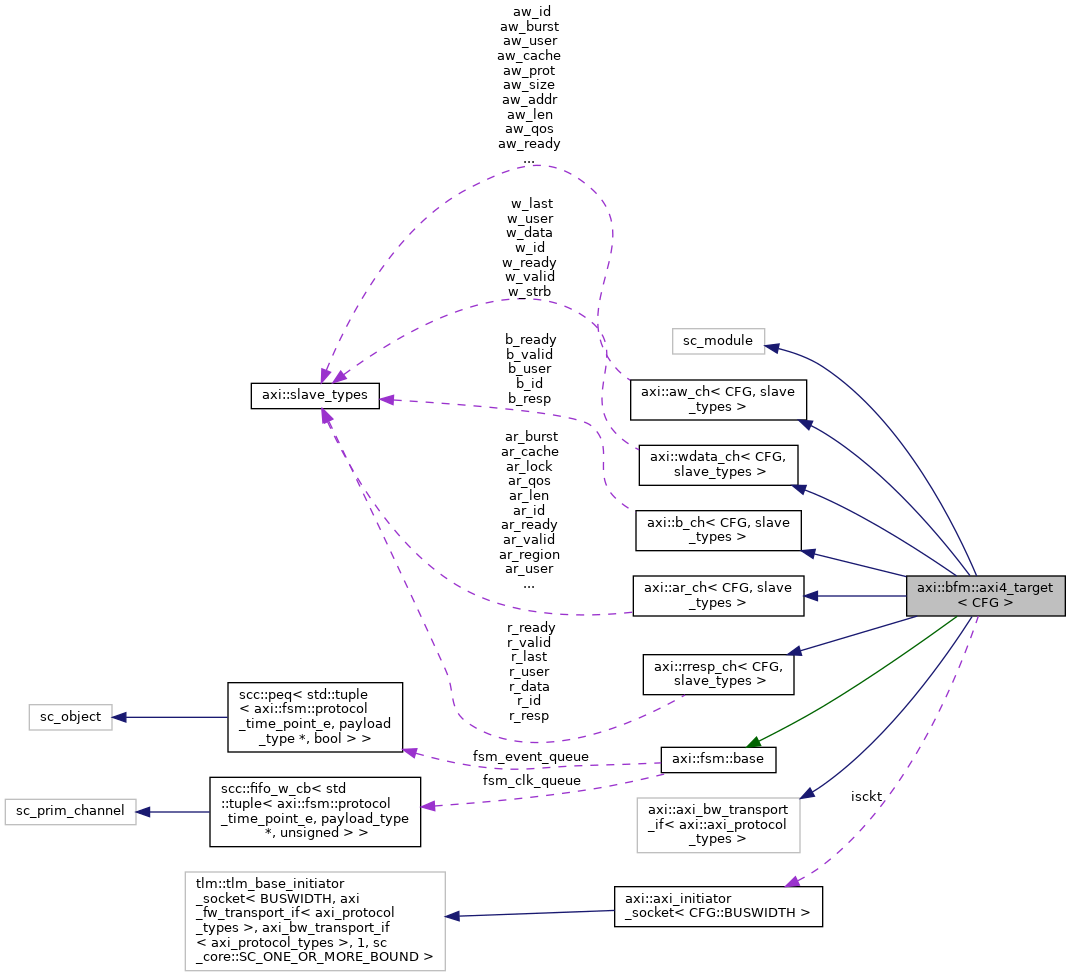 aw_id
aw_burst
aw_user
aw_cache
aw_prot
aw_size
aw_addr
aw_len
aw_qos
aw_ready
...
w_last
w_user
w_data
w_id
w_ready
w_valid
w_strb
b_ready
b_valid
b_user
b_id
b_resp
ar_burst
ar_cache
ar_lock
ar_qos
ar_len
ar_id
ar_ready
ar_valid
ar_region
ar_user
...
r_ready
r_valid
r_last
r_user
r_data
r_id
r_resp
fsm_event_queue
fsm_clk_queue
axi::slave_types
sc_module
axi::aw_ch< CFG, slave
_types >
axi::wdata_ch< CFG,
slave_types >
axi::b_ch< CFG, slave
_types >
axi::ar_ch< CFG, slave
_types >
axi::rresp_ch< CFG,
slave_types >
axi::bfm::axi4_target
< CFG >
axi::fsm::base
isckt
axi::axi_bw_transport
_if< axi::axi_protocol
_types >
axi::axi_initiator
_socket< CFG::BUSWIDTH >
sc_object
scc::peq< std::tuple
< axi::fsm::protocol
_time_point_e, payload
_type *, bool > >
sc_prim_channel
scc::fifo_w_cb< std
::tuple< axi::fsm::protocol
_time_point_e, payload_type
*, unsigned > >
tlm::tlm_base_initiator
_socket< BUSWIDTH, axi
_fw_transport_if< axi_protocol
_types >, axi_bw_transport_if
< axi_protocol_types >, 1, sc
_core::SC_ONE_OR_MORE_BOUND >